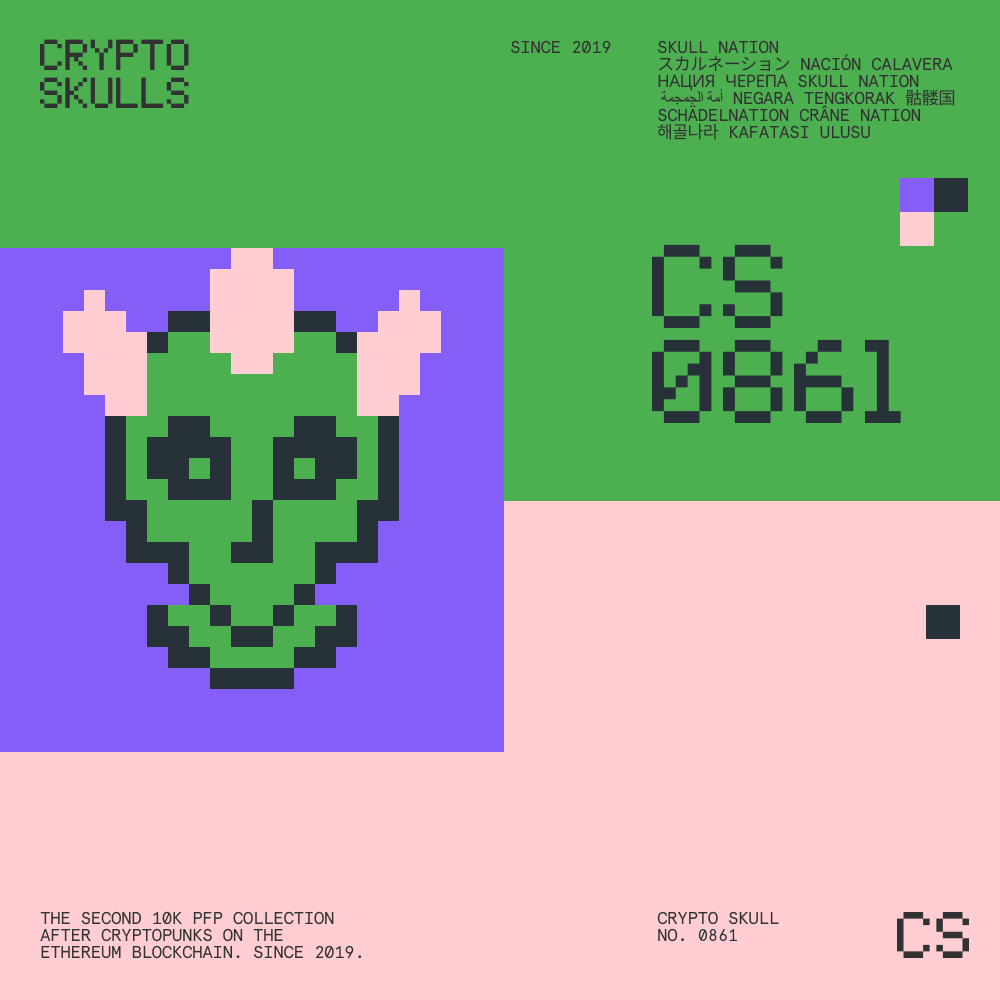 CRYPTO
SKULLS
SINCE 2019
SKULL NATION
スカルネーション NACIÓN CALAVERA
НАЦИЯ ЧЕРЕПА SKULL NATION
أمة الجمجمة NEGARA TENGKORAK 骷髅国
SCHÄDELNATION CRÂNE NATION
해골나라 KAFATASI ULUSU
CS
0861
THE SECOND 10K PFP COLLECTION
AFTER CRYPTOPUNKS ON THE
ETHEREUM BLOCKCHAIN. SINCE 2019.
CRYPTO SKULL
NO. 0861
CS